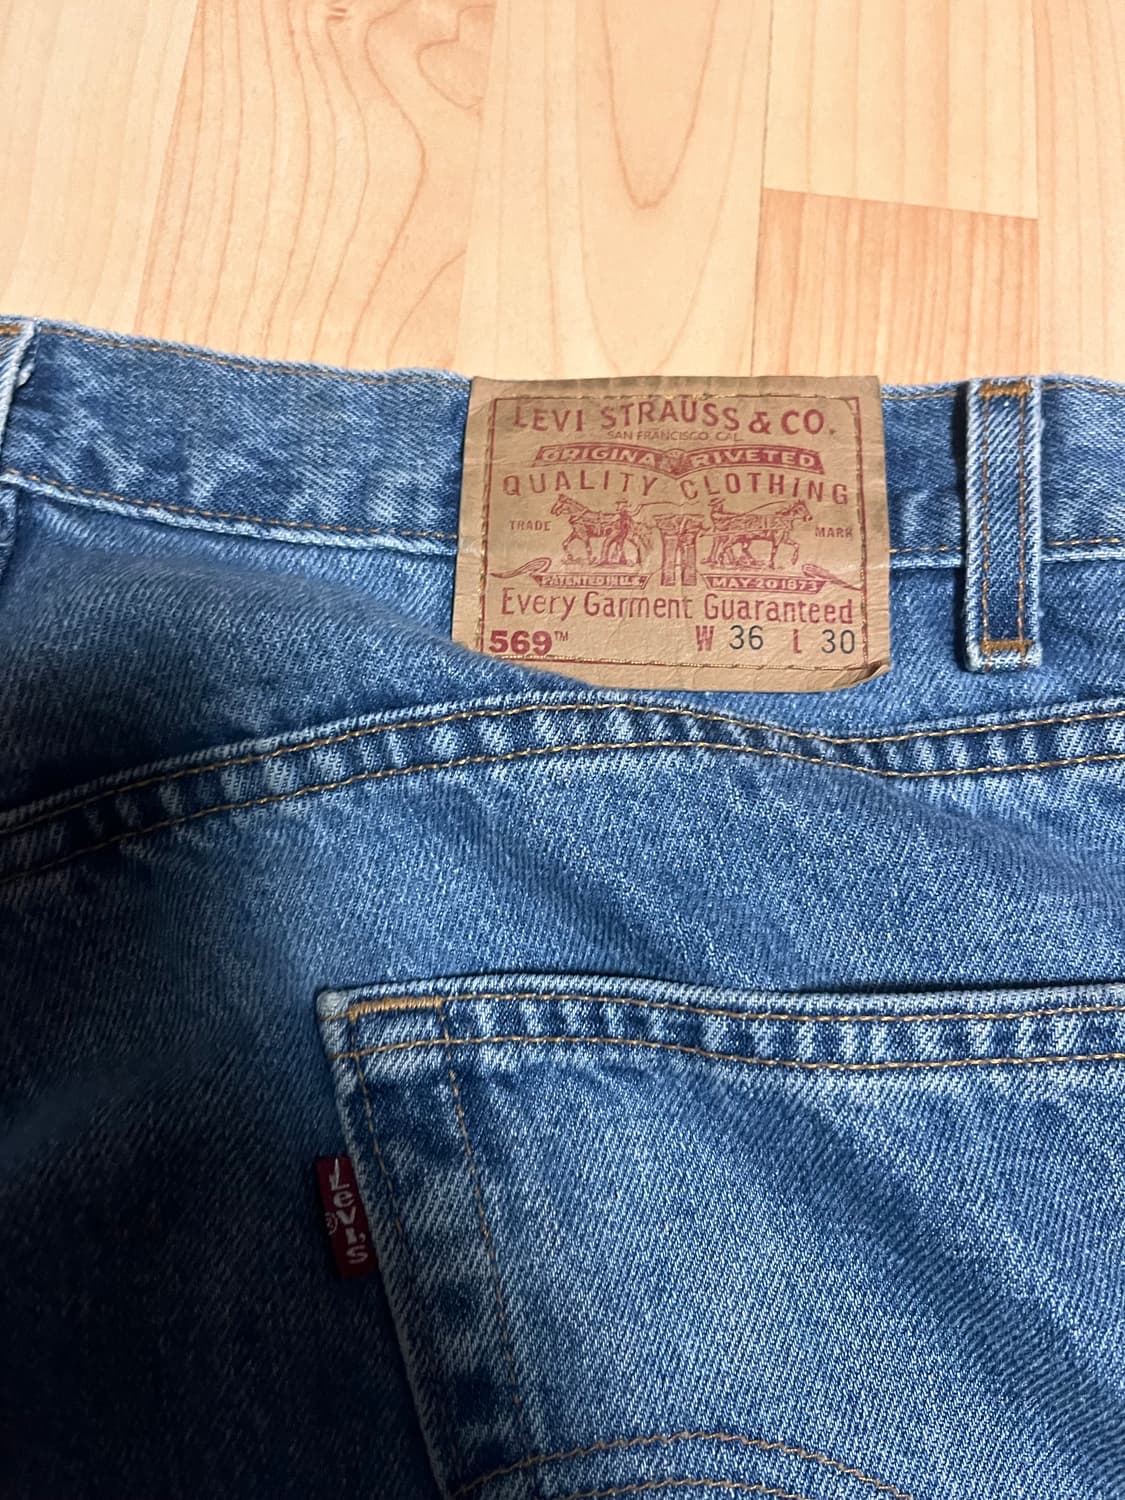 LEVI STRAUSS & CO.
SAN FRANCISCO CAL
ORIGINAL RIVETED
QUALITY CLOTHING
TRADE MARK
PATENTED IN U.S. MAY 20 1873
Every Garment Guaranteed
569™ W 36 L 30
Levi's®